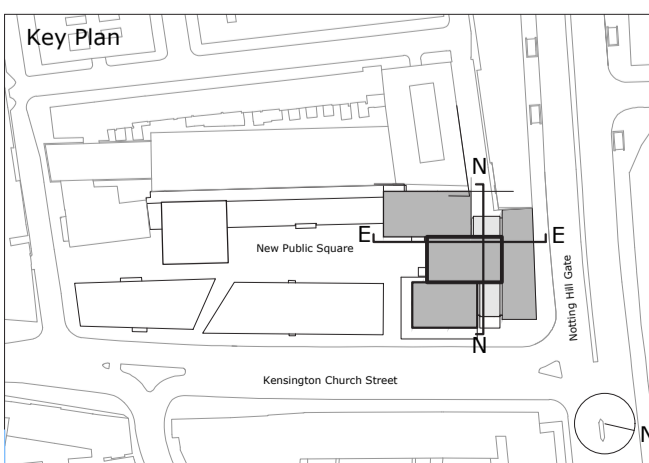 Key Plan
N
E
E
New Public Square
Notting Hill Gate
N
Kensington Church Street
N